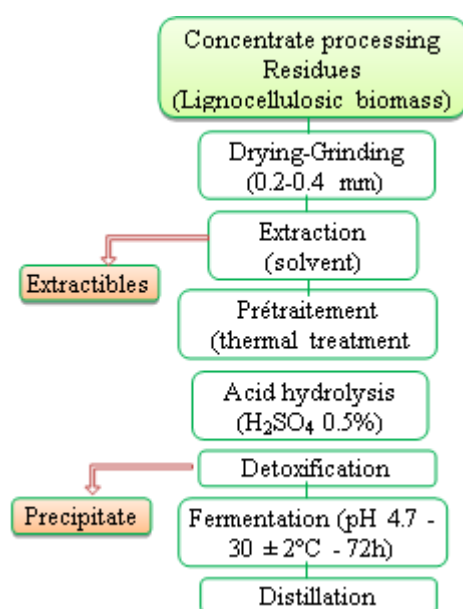 Concentrate processing
Residues
(Lignocellulosic biomass)
Drying-Grinding
(0.2-0.4 mm)
Extraction
(solvent)
Extractibles
Prétraitement
(thermal treatment
Acid hydrolysis
(H₂SO₄ 0.5%)
Detoxification
Precipitate
Fermentation (pH 4.7 -
30 ± 2°C - 72h)
Distillation